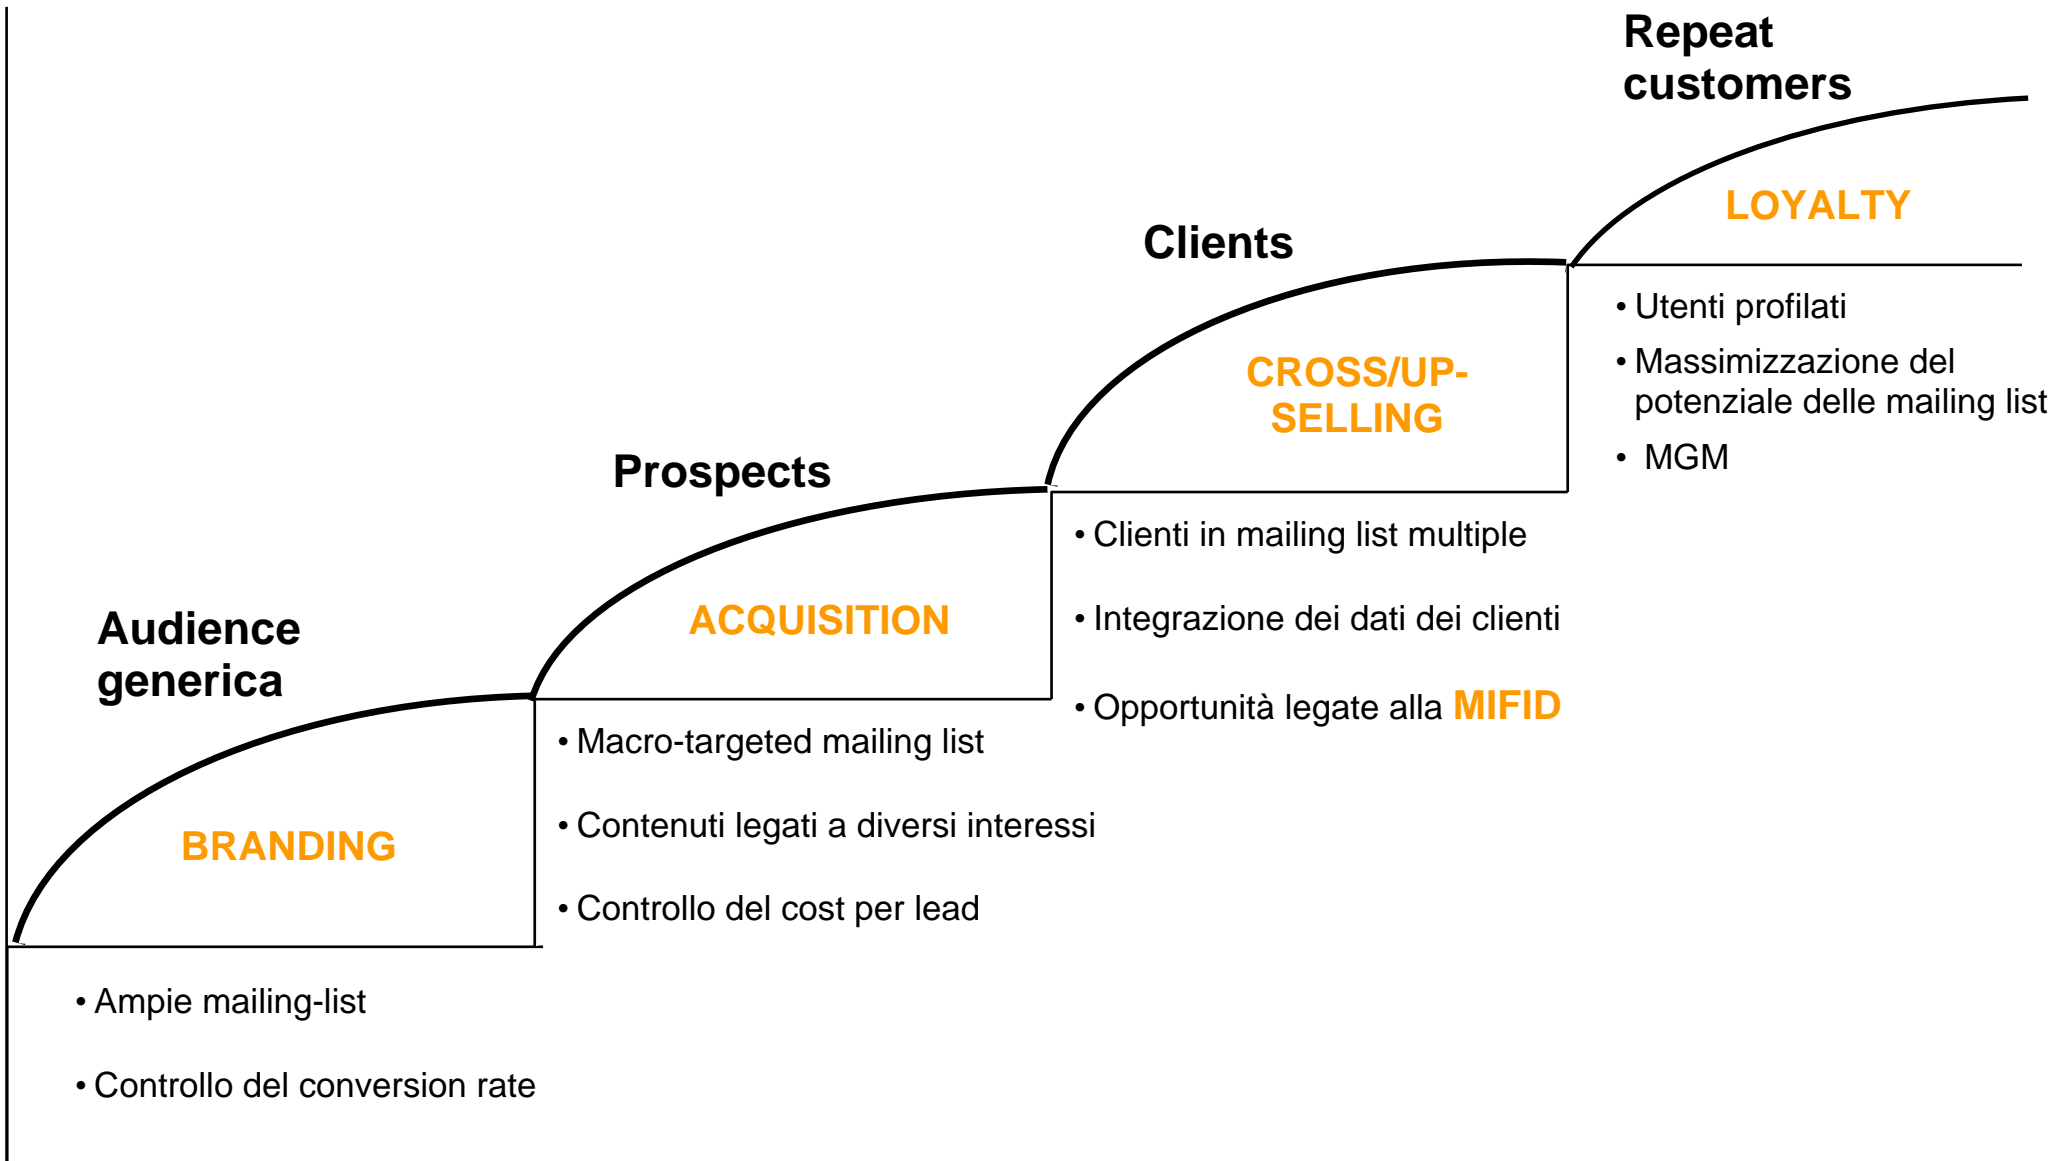 Audience
generica
BRANDING
• Ampie mailing-list
• Controllo del conversion rate
Prospects
ACQUISITION
• Macro-targeted mailing list
• Contenuti legati a diversi interessi
• Controllo del cost per lead
Clients
CROSS/UP-
SELLING
• Clienti in mailing list multiple
• Integrazione dei dati dei clienti
• Opportunità legate alla MIFID
Repeat
customers
LOYALTY
• Utenti profilati
• Massimizzazione del
potenziale delle mailing list
• MGM